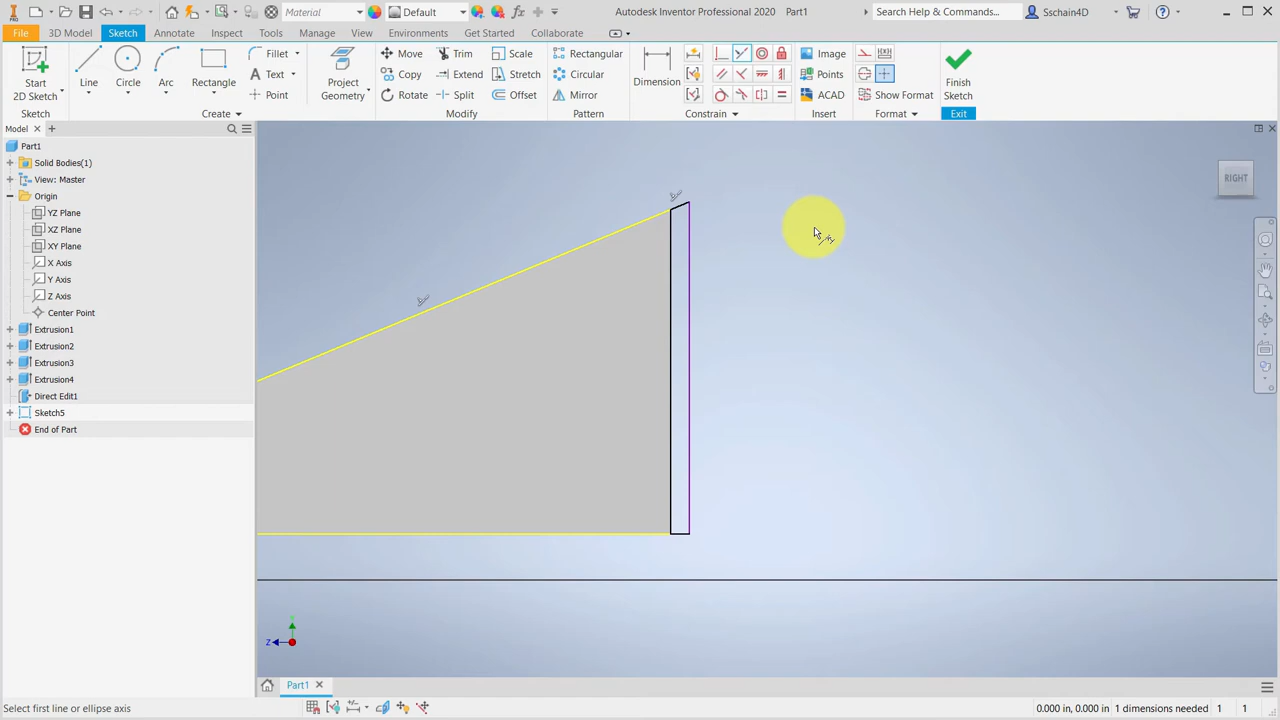 PRO
Material
Default
Autodesk Inventor Professional 2020 Part1
Search Help & Commands...
Sschain4D
File
3D Model
Sketch
Annotate
Inspect
Tools
Manage
View
Environments
Get Started
Collaborate
Start
2D Sketch
Line
Circle
Arc
Rectangle
Fillet
Text
Point
Project
Geometry
Move
Copy
Rotate
Trim
Extend
Split
Scale
Stretch
Offset
Rectangular
Circular
Mirror
Dimension
Image
Points
ACAD
Show Format
Finish
Sketch
Sketch
Create
Modify
Pattern
Constrain
Insert
Format
Exit
Model
Part1
Solid Bodies(1)
View: Master
Origin
YZ Plane
XZ Plane
XY Plane
X Axis
Y Axis
Z Axis
Center Point
Extrusion1
Extrusion2
Extrusion3
Extrusion4
Direct Edit1
Sketch5
End of Part
RIGHT
Z
Part1
Select first line or ellipse axis
0.000 in, 0.000 in
1 dimensions needed
1
1